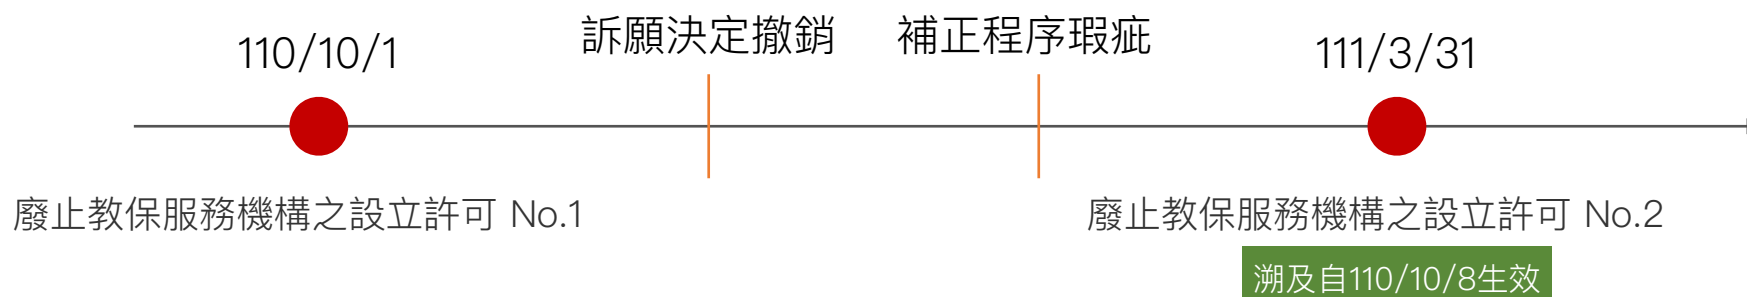 110/10/1
訴願決定撤銷
補正程序瑕疵
111/3/31
廢止教保服務機構之設立許可 No.1
廢止教保服務機構之設立許可 No.2
溯及自110/10/8生效